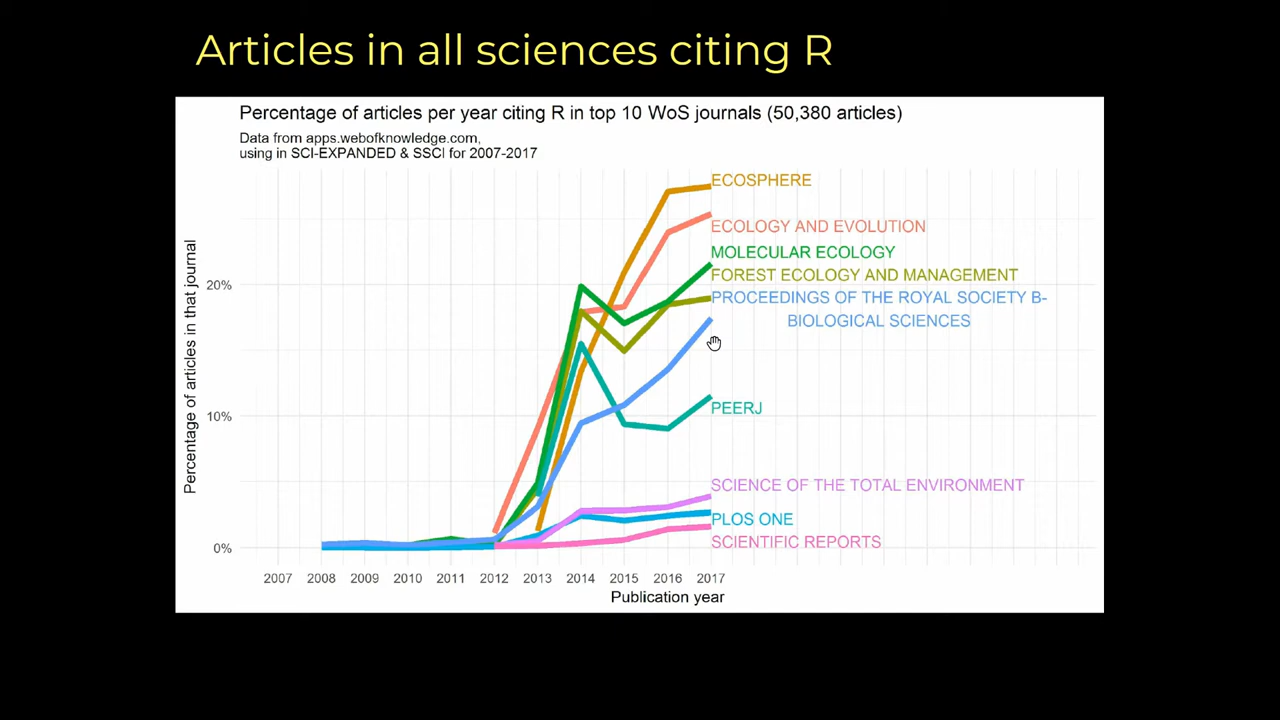 Articles in all sciences citing R
Percentage of articles per year citing R in top 10 WoS journals (50,380 articles)
Data from apps.webofknowledge.com,
using in SCI-EXPANDED & SSCI for 2007-2017
Percentage of articles in that journal
20%
10%
0%
ECOSPHERE
ECOLOGY AND EVOLUTION
MOLECULAR ECOLOGY
FOREST ECOLOGY AND MANAGEMENT
PROCEEDINGS OF THE ROYAL SOCIETY B-
BIOLOGICAL SCIENCES
PEERJ
SCIENCE OF THE TOTAL ENVIRONMENT
PLOS ONE
SCIENTIFIC REPORTS
2007 2008 2009 2010 2011 2012 2013 2014 2015 2016 2017
Publication year